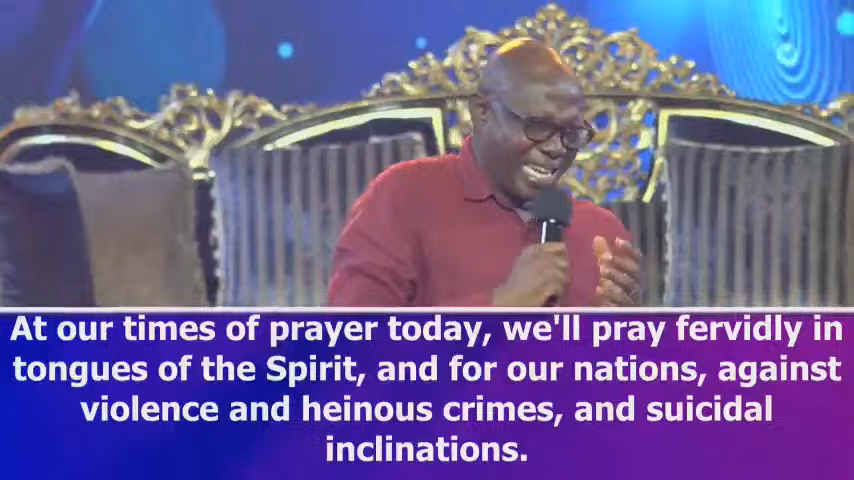 At our times of prayer today, we'll pray fervidly in
tongues of the Spirit, and for our nations, against
violence and heinous crimes, and suicidal
inclinations.